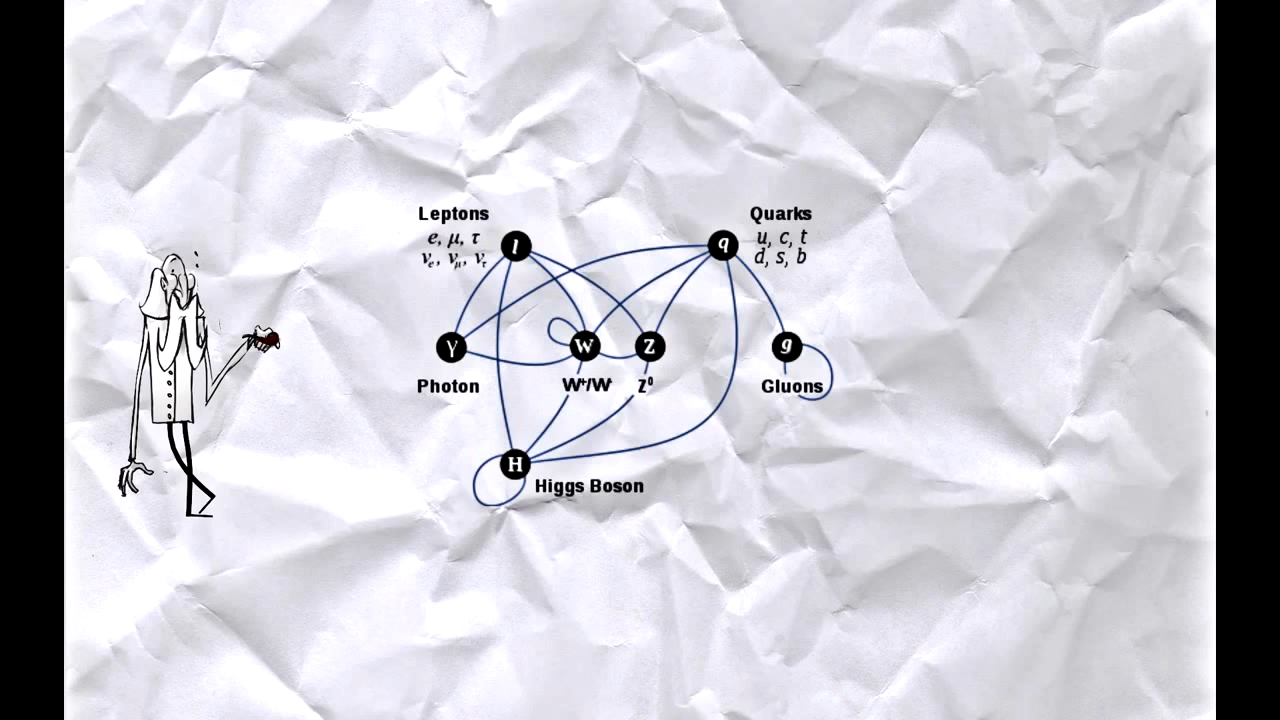 Leptons
e, μ, τ
νe, νμ, ντ
l
q
Quarks
u, c, t
d, s, b
γ
W
Z
g
Photon
W⁺/W⁻
Z⁰
Gluons
H
Higgs Boson